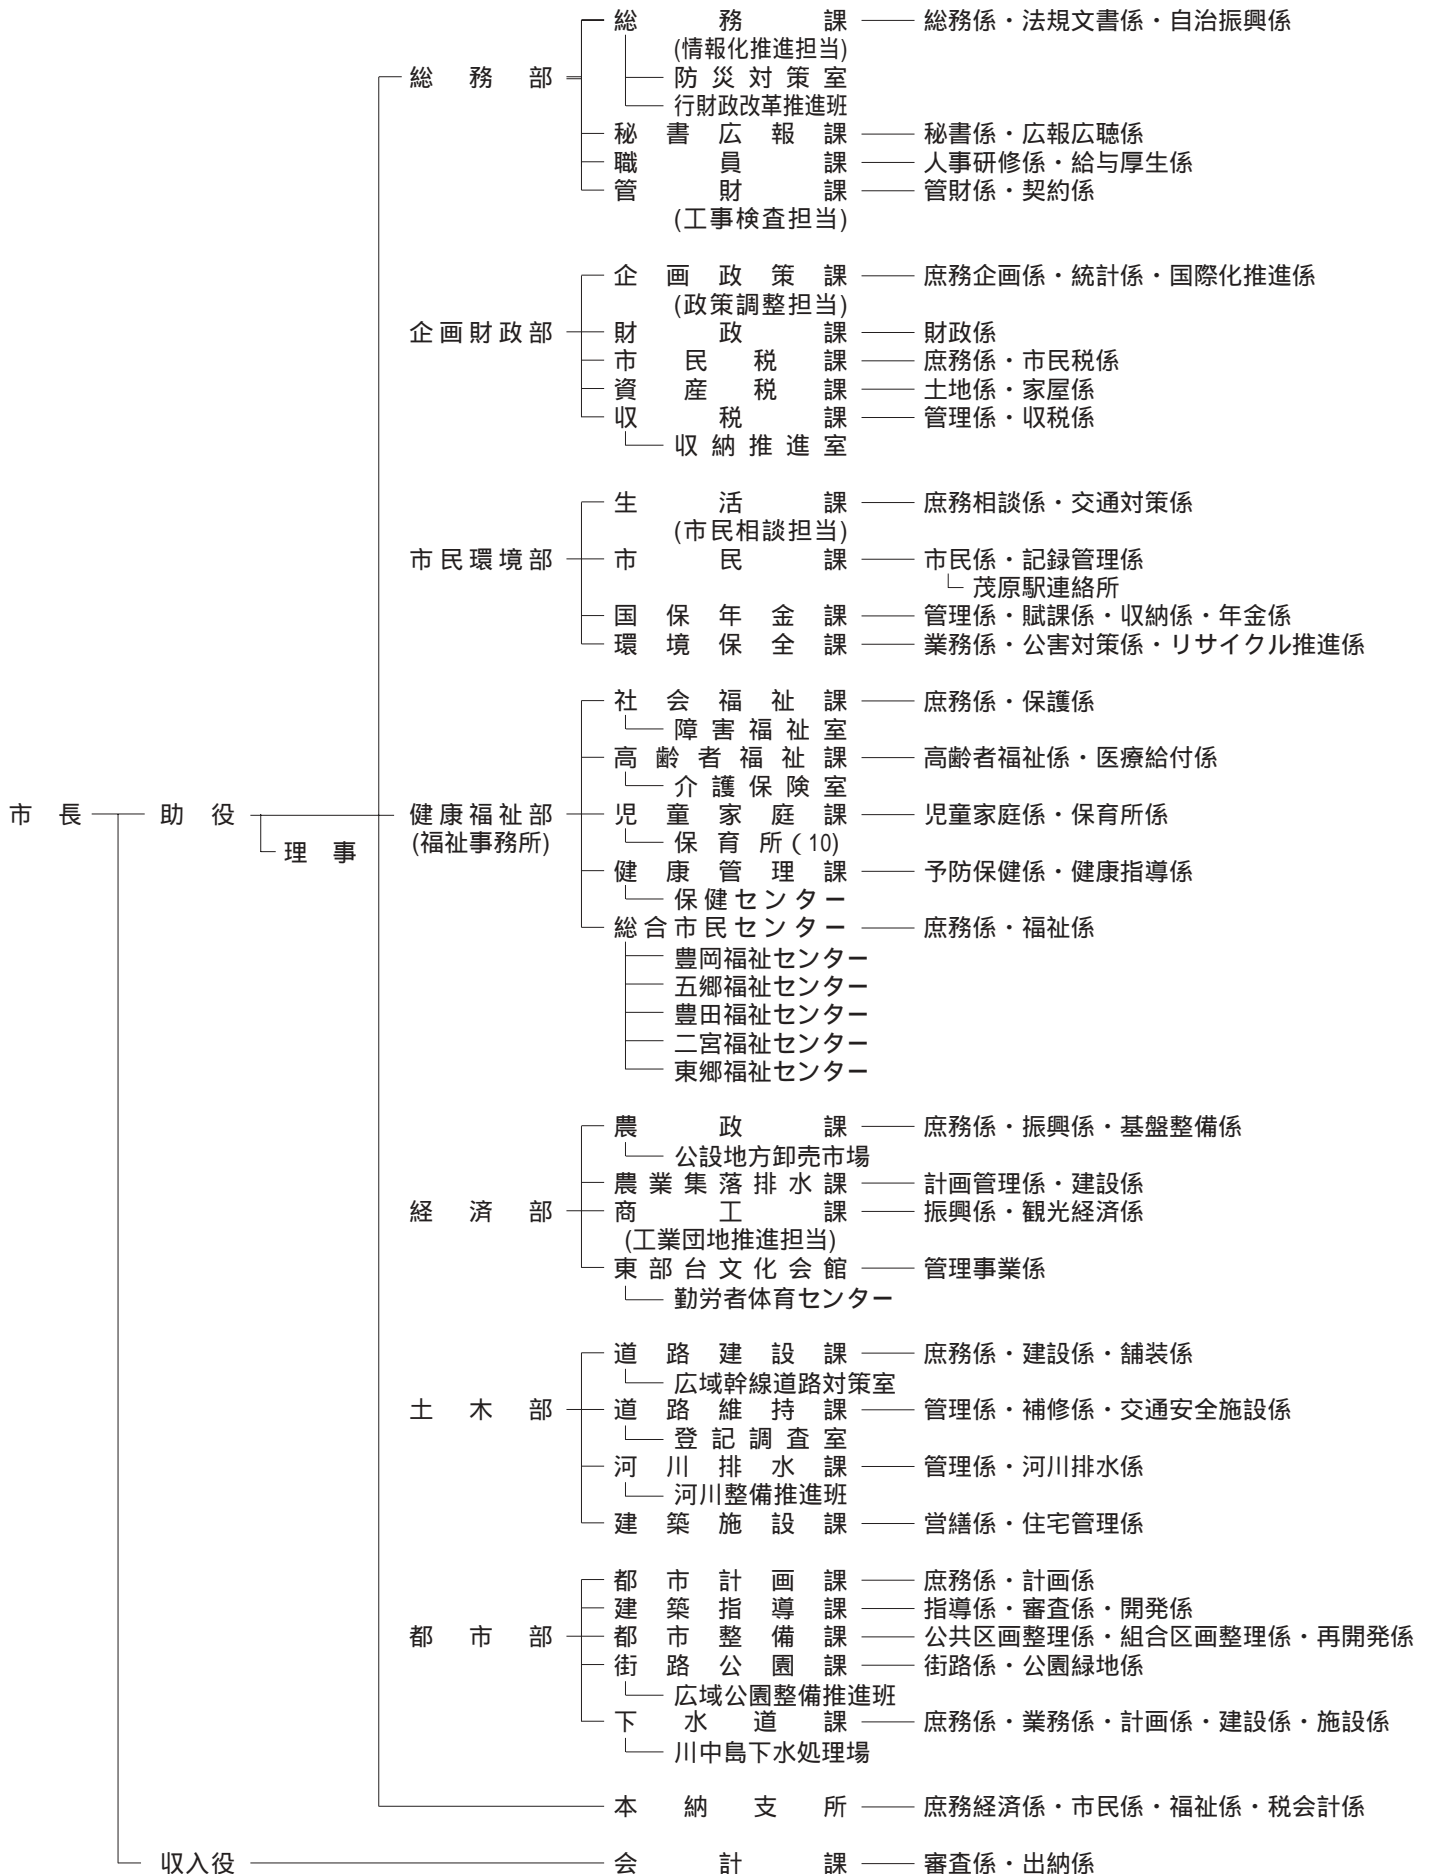 総務課 総務係・法規文書係・自治振興係
(情報化推進担当)
総務部 防災対策室
行財政改革推進班
秘書広報課 秘書係・広報広聴係
職員課 人事研修係・給与厚生係
管財課 管財係・契約係
(工事検査担当)
企画政策課 庶務企画係・統計係・国際化推進係
(政策調整担当)
企画財政部 財政課 財政係
市民税課 庶務係・市民税係
資産税課 土地係・家屋係
収税課 管理係・収税係
収納推進室
生活課 庶務相談係・交通対策係
(市民相談担当)
市民環境部 市民課 市民係・記録管理係
茂原駅連絡所
国保年金課 管理係・賦課係・収納係・年金係
環境保全課 業務係・公害対策係・リサイクル推進係
社会福祉課 庶務係・保護係
障害福祉室
高齢者福祉課 高齢者福祉係・医療給付係
介護保険室
市長 助役 健康福祉部 児童家庭課 児童家庭係・保育所係
理事 (福祉事務所) 保育所(10)
健康管理課 予防保健係・健康指導係
保健センター
総合市民センター 庶務係・福祉係
豊岡福祉センター
五郷福祉センター
豊田福祉センター
二宮福祉センター
東郷福祉センター
農政課 庶務係・振興係・基盤整備係
公設地方卸売市場
農業集落排水課 計画管理係・建設係
経済部 商工課 振興係・観光経済係
(工業団地推進担当)
東部台文化会館 管理事業係
勤労者体育センター
道路建設課 庶務係・建設係・舗装係
広域幹線道路対策室
土木部 道路維持課 管理係・補修係・交通安全施設係
登記調査室
河川排水課 管理係・河川排水係
河川整備推進班
建築施設課 営繕係・住宅管理係
都市計画課 庶務係・計画係
建築指導課 指導係・審査係・開発係
都市部 都市整備課 公共区画整理係・組合区画整理係・再開発係
街路公園課 街路係・公園緑地係
広域公園整備推進班
下水道課 庶務係・業務係・計画係・建設係・施設係
川中島下水処理場
本納支所 庶務経済係・市民係・福祉係・税会計係
収入役 会計課 審査係・出納係